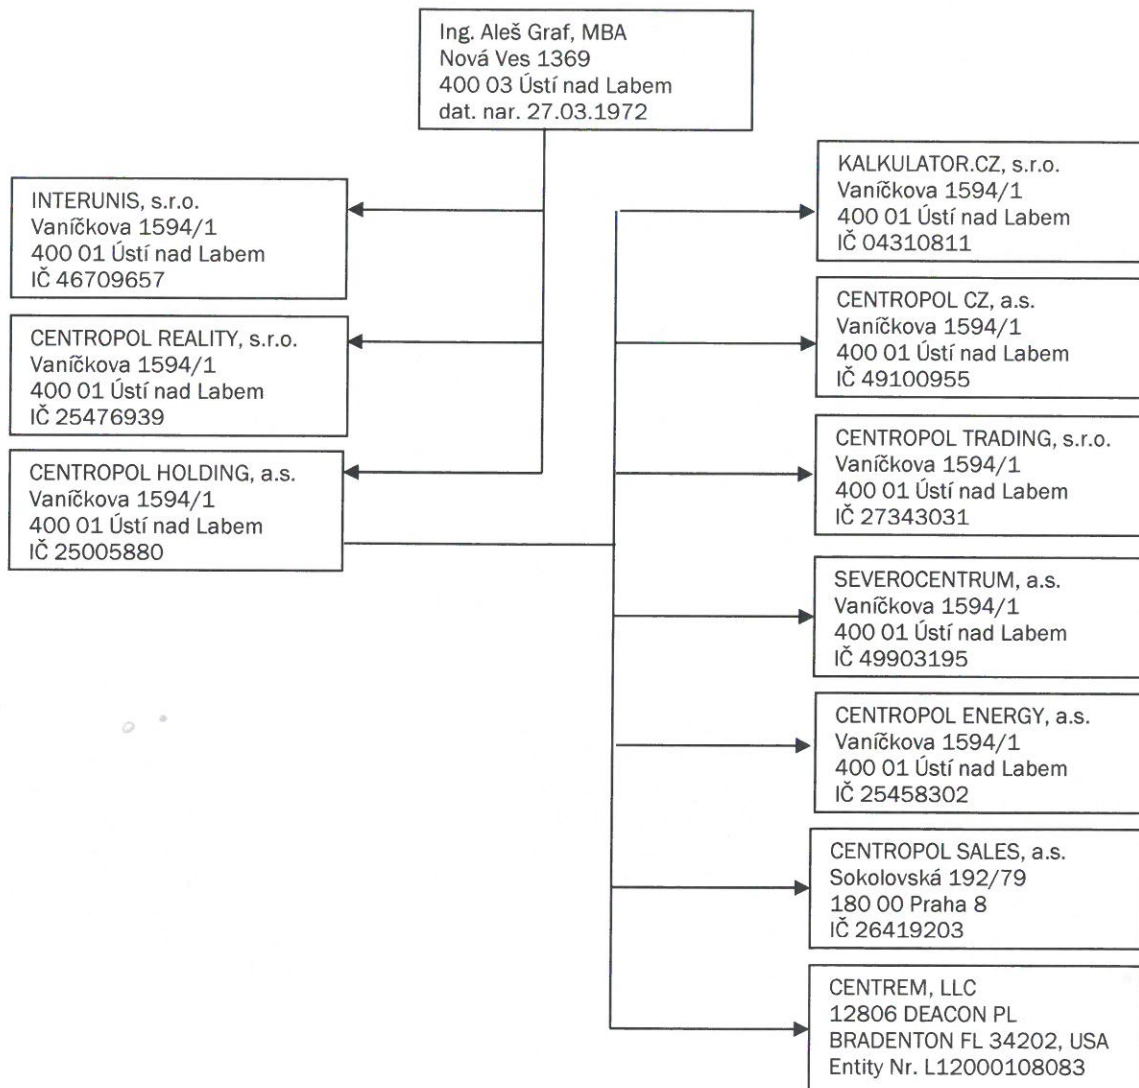 Ing. Aleš Graf, MBA
Nová Ves 1369
400 03 Ústí nad Labem
dat. nar. 27.03.1972
INTERUNIS, s.r.o.
Vaníčkova 1594/1
400 01 Ústí nad Labem
IČ 46709657
CENTROPOL REALITY, s.r.o.
Vaníčkova 1594/1
400 01 Ústí nad Labem
IČ 25476939
CENTROPOL HOLDING, a.s.
Vaníčkova 1594/1
400 01 Ústí nad Labem
IČ 25005880
KALKULATOR.CZ, s.r.o.
Vaníčkova 1594/1
400 01 Ústí nad Labem
IČ 04310811
CENTROPOL CZ, a.s.
Vaníčkova 1594/1
400 01 Ústí nad Labem
IČ 49100955
CENTROPOL TRADING, s.r.o.
Vaníčkova 1594/1
400 01 Ústí nad Labem
IČ 27343031
SEVEROCENTRUM, a.s.
Vaníčkova 1594/1
400 01 Ústí nad Labem
IČ 49903195
CENTROPOL ENERGY, a.s.
Vaníčkova 1594/1
400 01 Ústí nad Labem
IČ 25458302
CENTROPOL SALES, a.s.
Sokolovská 192/79
180 00 Praha 8
IČ 26419203
CENTREM, LLC
12806 DEACON PL
BRADENTON FL 34202, USA
Entity Nr. L12000108083